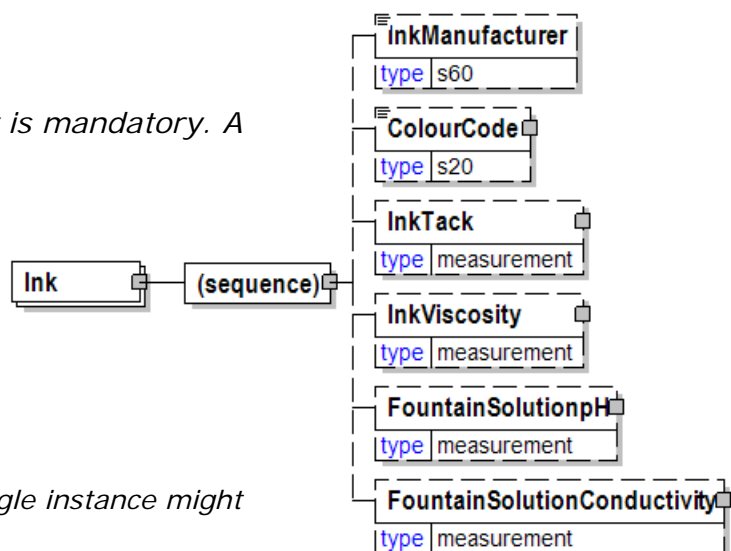 InkManufacturer
type s60
is mandatory. A
ColourCode
type s20
InkTack
type measurement
Ink
(sequence)
InkViscosity
type measurement
FountainSolutionpH
type measurement
gle instance might
FountainSolutionConductivity
type measurement